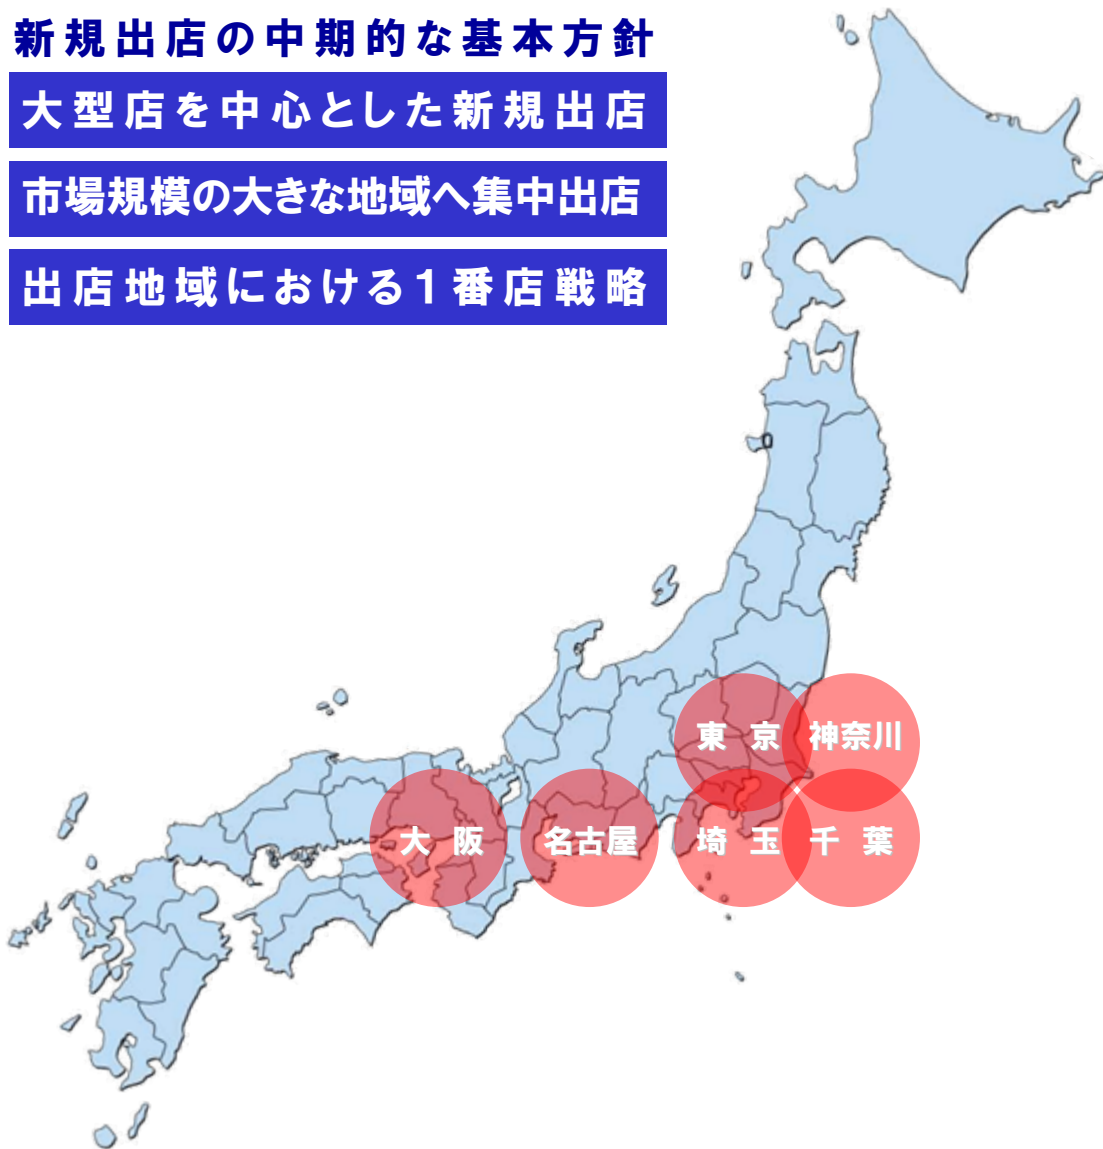 新規出店の中期的な基本方針
大型店を中心とした新規出店
市場規模の大きな地域へ集中出店
出店地域における1番店戦略
東京 神奈川
大阪 名古屋 埼玉 千葉